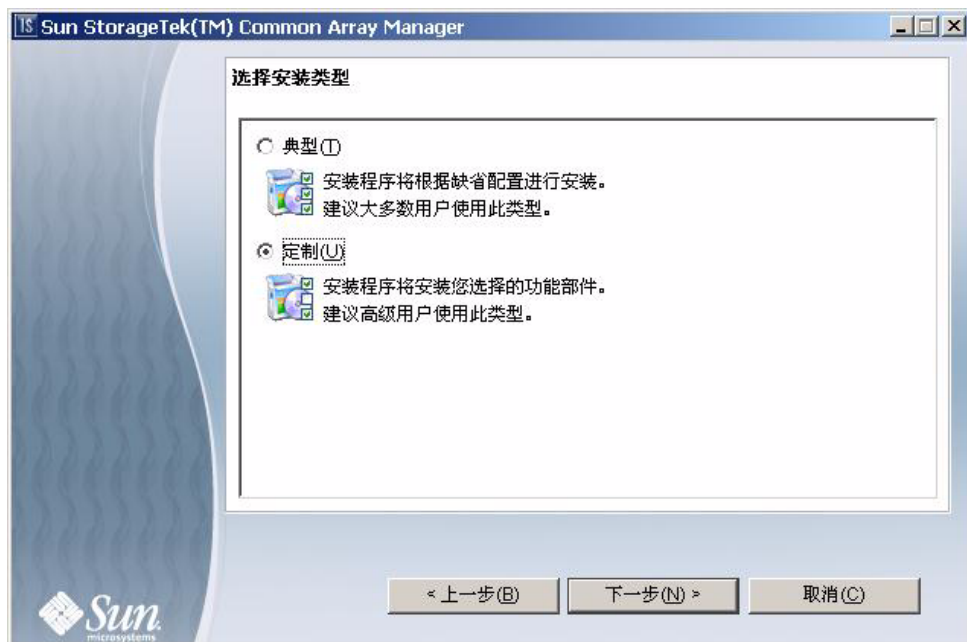 Sun StorageTek(TM) Common Array Manager
选择安装类型
典型(T)
安装程序将根据缺省配置进行安装。
建议大多数用户使用此类型。
定制(U)
安装程序将安装您选择的功能部件。
建议高级用户使用此类型。
< 上一步(B)
下一步(N) >
取消(C)
Sun
microsystems